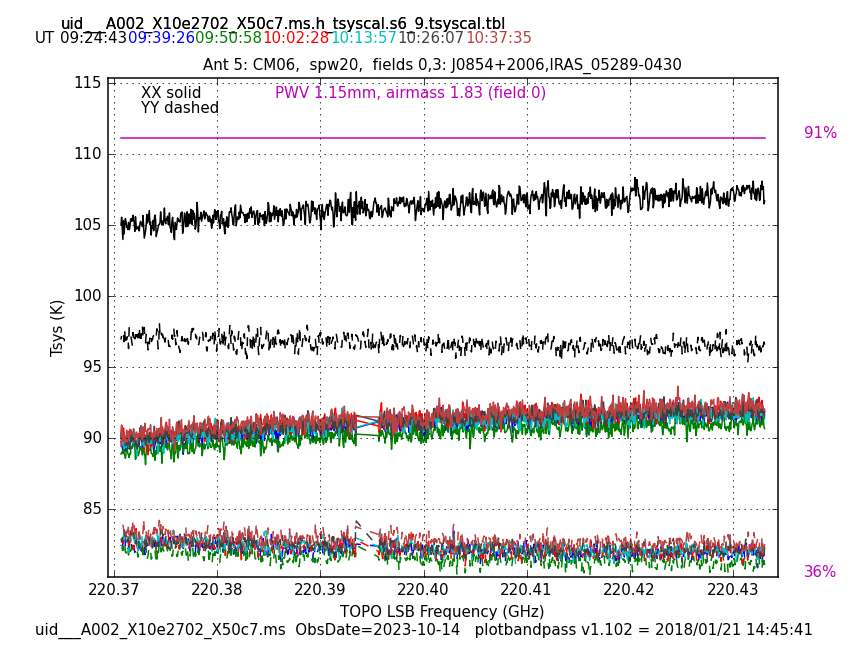 uid___A002_X10e2702_X50c7.ms.h_tsyscal.s6_9.tsyscal.tbl
UT 09:24:43 09:39:26 09:50:58 10:02:28 10:13:57 10:26:07 10:37:35
Ant 5: CM06,  spw20,  fields 0,3: J0854+2006,IRAS_05289-0430
115
XX solid
PWV 1.15mm, airmass 1.83 (field 0)
YY dashed
91%
110
105
100
Tsys (K)
95
90
85
36%
220.37 220.38 220.39 220.40 220.41 220.42 220.43
TOPO LSB Frequency (GHz)
uid___A002_X10e2702_X50c7.ms  ObsDate=2023-10-14   plotbandpass v1.102 = 2018/01/21 14:45:41